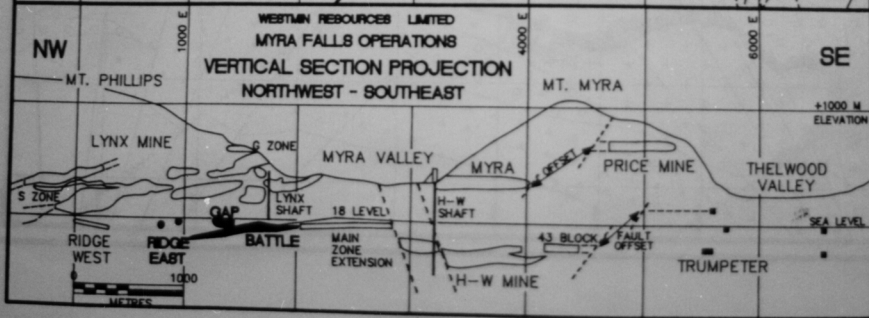 WESTMIN RESOURCES LIMITED
MYRA FALLS OPERATIONS
VERTICAL SECTION PROJECTION
NORTHWEST - SOUTHEAST
NW
1000 E
4000 E
6000 E
SE
MT. PHILLIPS
MT. MYRA
+1000 M
ELEVATION
LYNX MINE
G ZONE
MYRA VALLEY
MYRA
OFFSET
PRICE MINE
THELWOOD
VALLEY
S ZONE
LYNX
SHAFT
H-W
SHAFT
GAP
18 LEVEL
SEA LEVEL
RIDGE
WEST
RIDGE
EAST
BATTLE
MAIN
ZONE
EXTENSION
43 BLOCK
FAULT
OFFSET
TRUMPETER
H-W MINE
0
1000
METRES